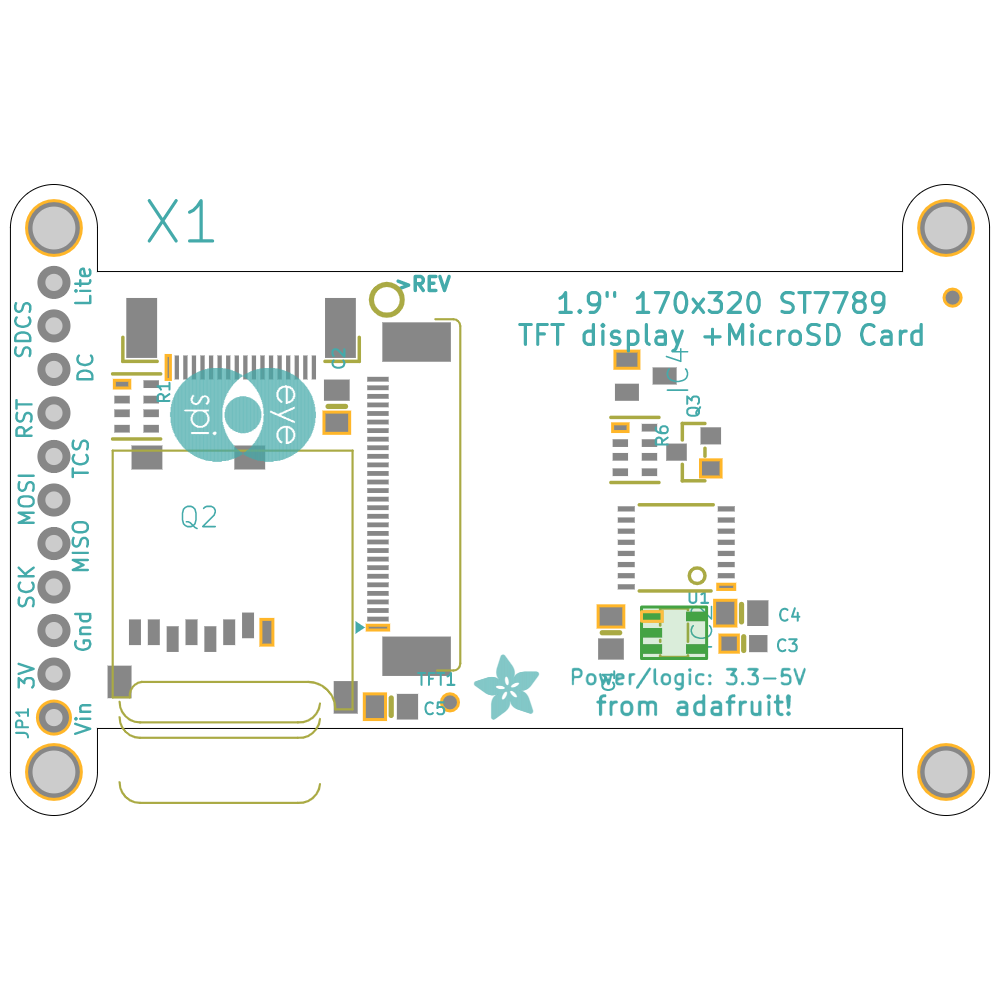 X1
>REV
1.9" 170x320 ST7789
TFT display +MicroSD Card
Lite
SDCS
DC
RST
TCS
MOSI
MISO
SCK
Gnd
3V
Vin
JP1
C2
R1
spi
eye
Q2
IC4
Q3
R6
U1
C4
C3
TFT1
C5
Power/logic: 3.3-5V
from adafruit!